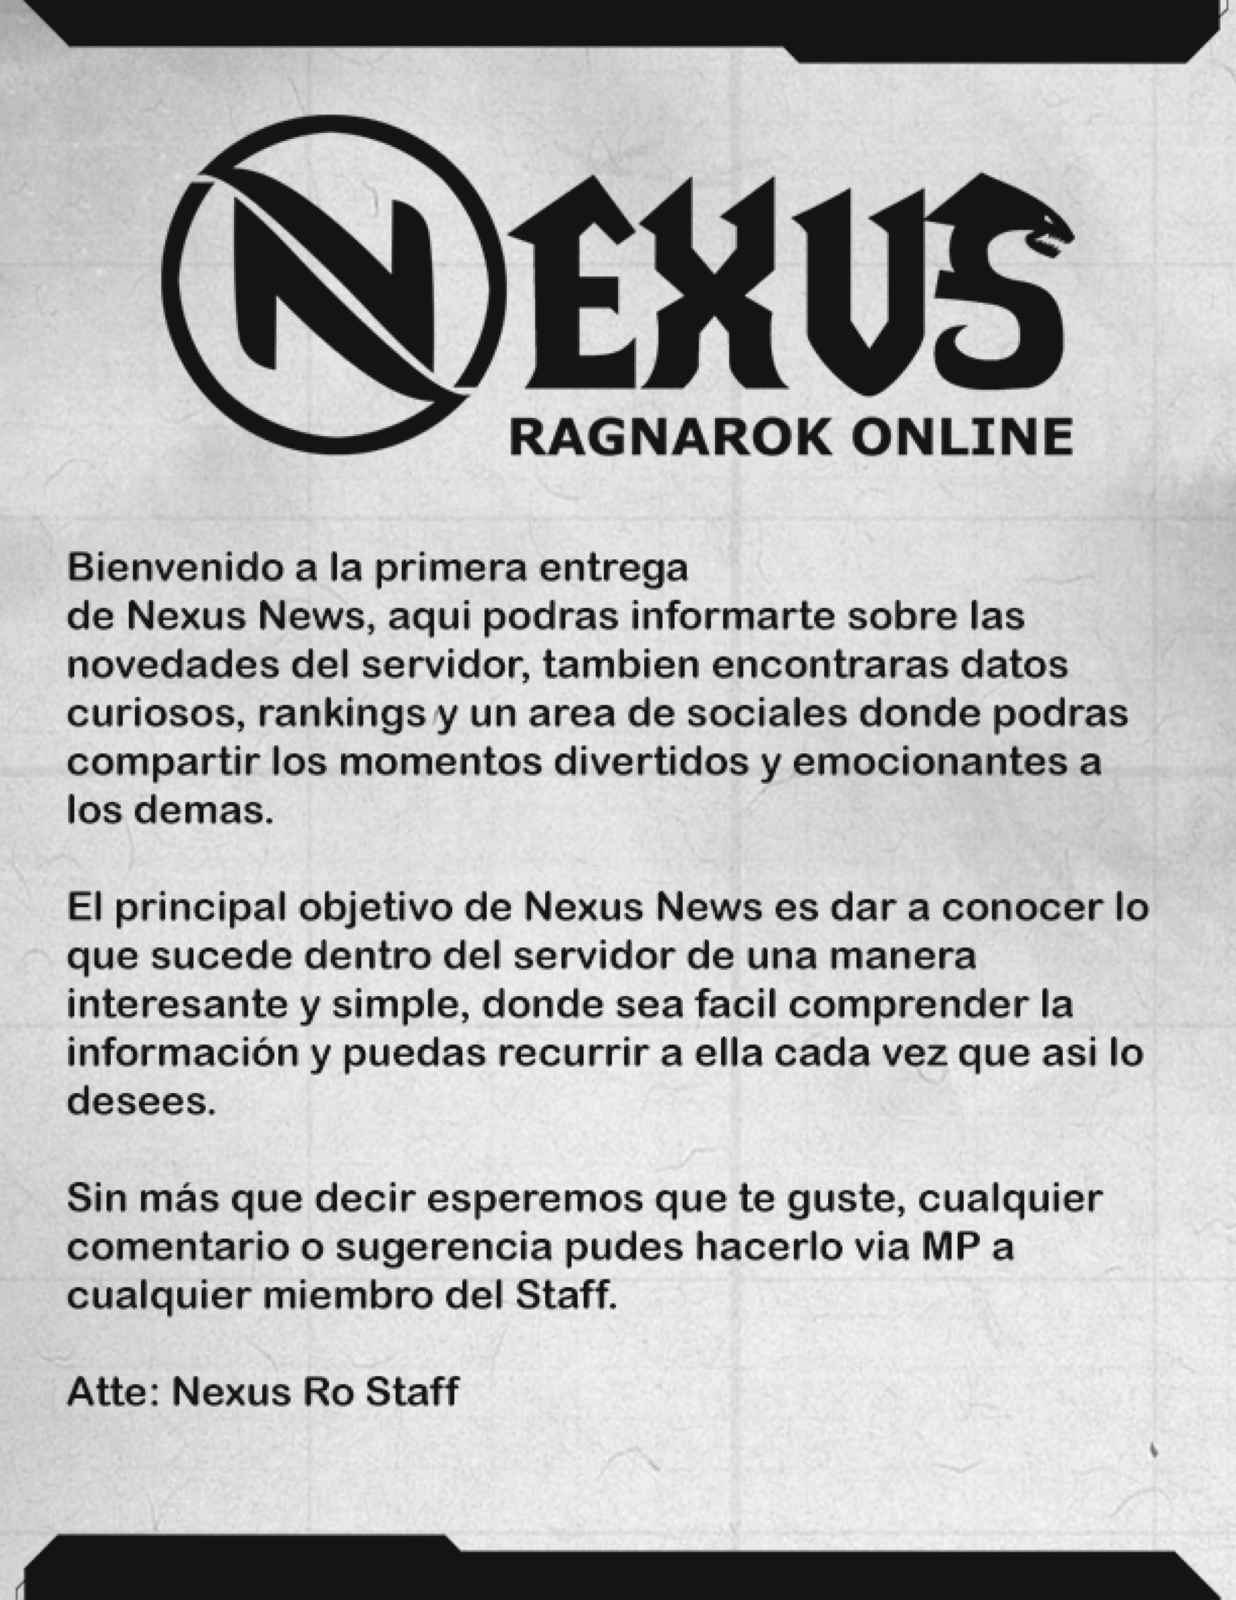 NEXUS
RAGNAROK ONLINE
Bienvenido a la primera entrega
de Nexus News, aqui podras informarte sobre las
novedades del servidor, tambien encontraras datos
curiosos, rankings y un area de sociales donde podras
compartir los momentos divertidos y emocionantes a
los demas.
El principal objetivo de Nexus News es dar a conocer lo
que sucede dentro del servidor de una manera
interesante y simple, donde sea facil comprender la
información y puedas recurrir a ella cada vez que asi lo
desees.
Sin más que decir esperemos que te guste, cualquier
comentario o sugerencia pudes hacerlo via MP a
cualquier miembro del Staff.
Atte: Nexus Ro Staff